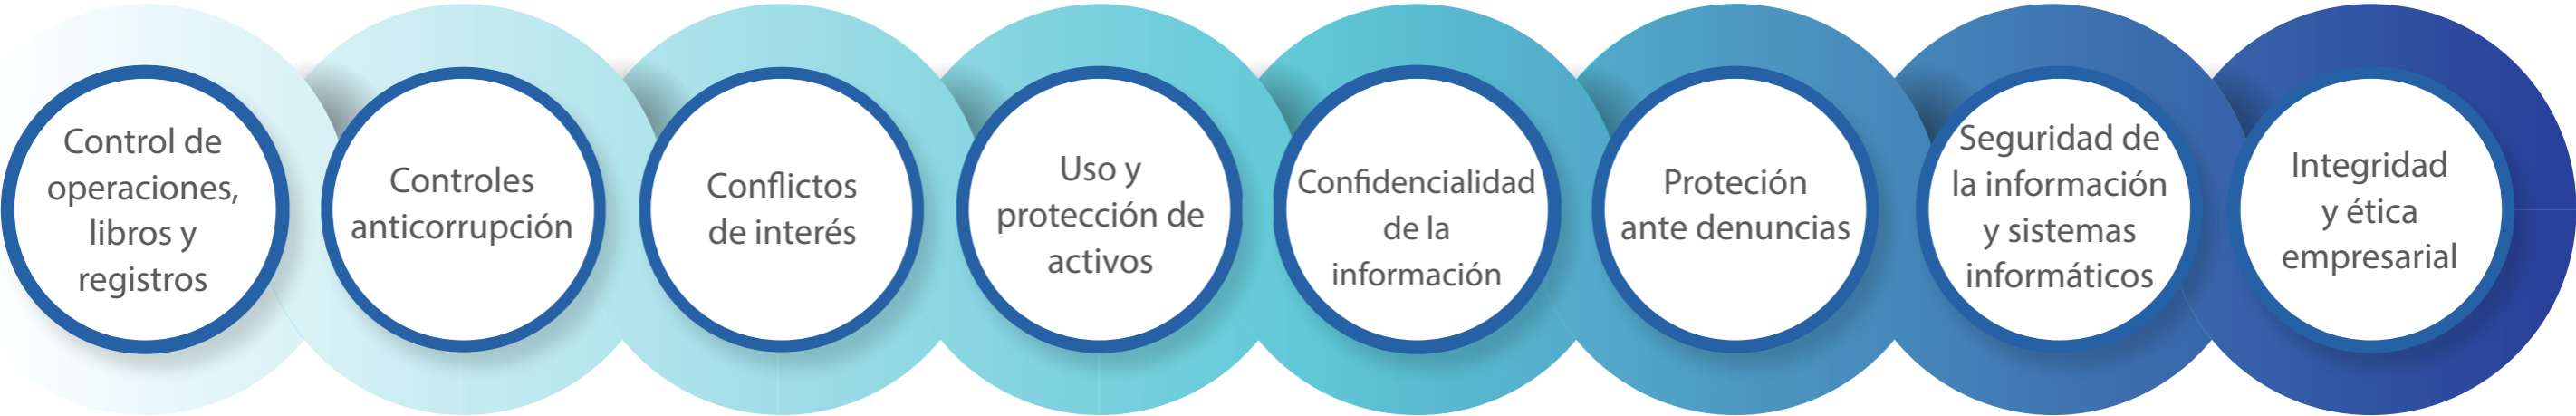 Control de
operaciones,
libros y
registros
Controles
anticorrupción
Conflictos
de interés
Uso y
protección de
activos
Confidencialidad
de la
información
Proteción
ante denuncias
Seguridad de
la información
y sistemas
informáticos
Integridad
y ética
empresarial